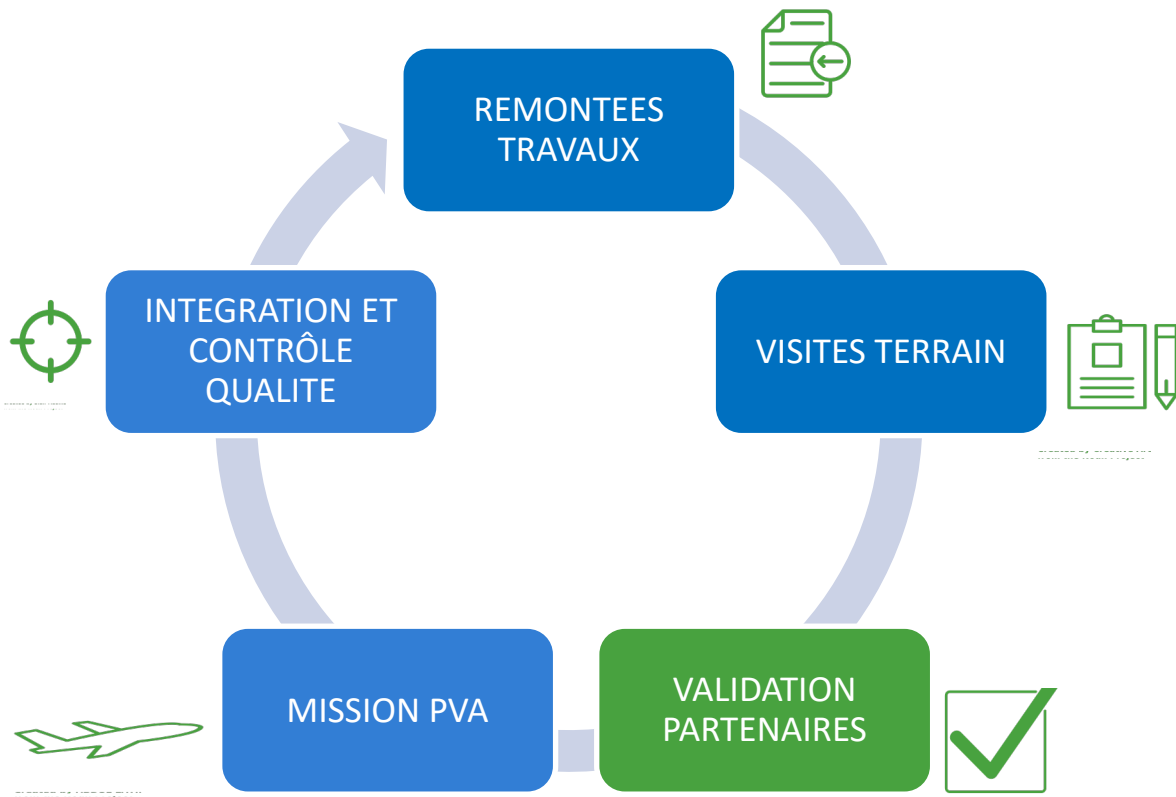 REMONTEES
TRAVAUX
VISITES TERRAIN
VALIDATION
PARTENAIRES
MISSION PVA
INTEGRATION ET
CONTRÔLE
QUALITE